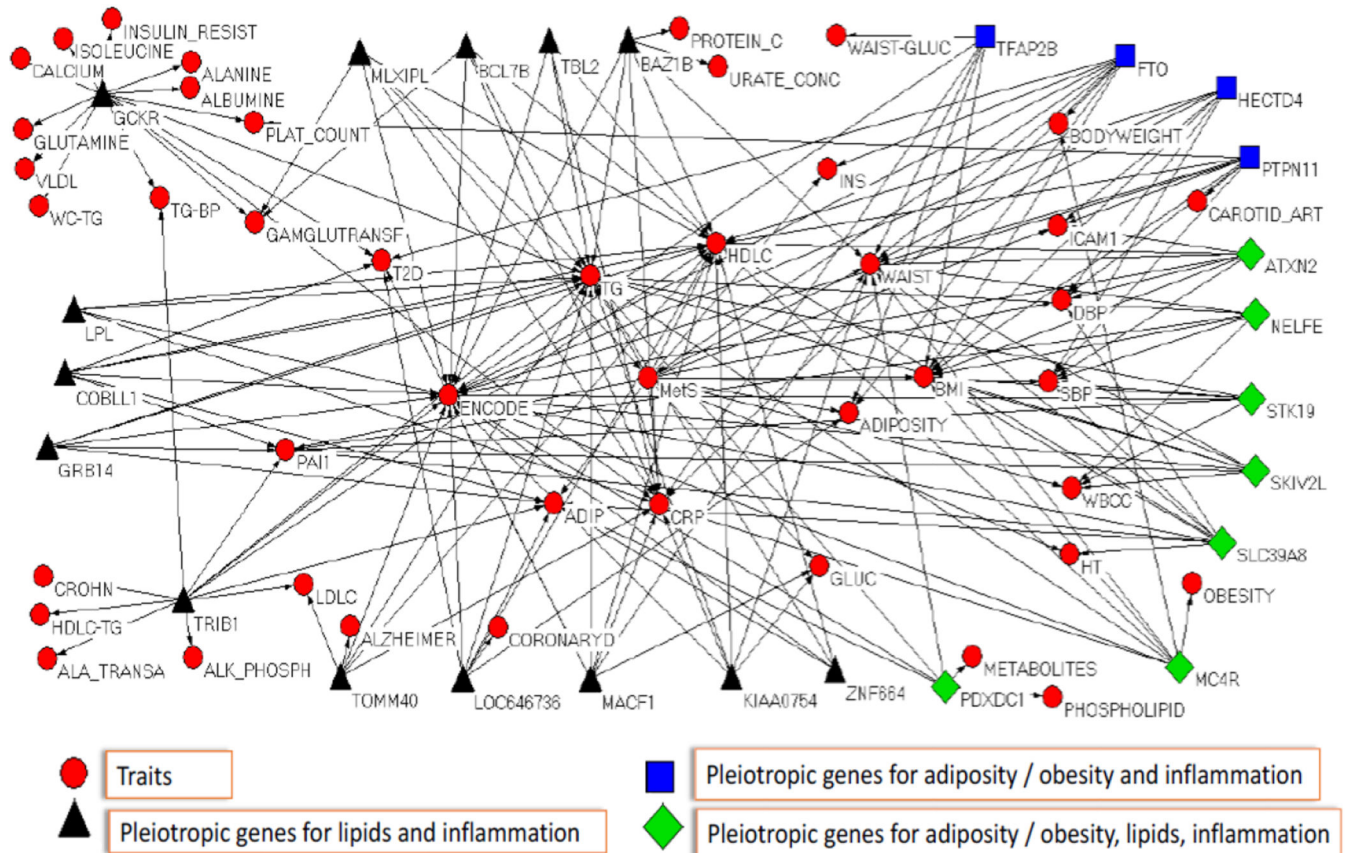 INSULIN_RESIST
ISOLEUCINE
CALCIUM
ALANINE
ALBUMINE
GCKR
PLAT_COUNT
GLUTAMINE
VLDL
WC-TG
TG-BP
GAMGLUTRANSF
MLXIPL
BCL7B
TBL2
BAZ1B
PROTEIN_C
URATE_CONC
WAIST-GLUC
TFAP2B
FTO
HECTD4
BODYWEIGHT
PTPN11
INS
CAROTID_ART
ICAM1
T2D
TG
HDLC
WAIST
ATXN2
DBP
NELFE
LPL
COBLL1
ENCODE
MetS
BMI
SBP
STK19
ADIPOSITY
GRB14
PAI1
SKIV2L
WBCC
ADIP
CRP
SLC39A8
HT
GLUC
CROHN
HDLC-TG
TRIB1
LDLC
OBESITY
ALA_TRANSA
ALK_PHOSPH
ALZHEIMER
CORONARYD
METABOLITES
MC4R
TOMM40
LOC646736
MACF1
KIAA0754
ZNF664
PDXDC1
PHOSPHOLIPID
Traits
Pleiotropic genes for adiposity / obesity and inflammation
Pleiotropic genes for lipids and inflammation
Pleiotropic genes for adiposity / obesity, lipids, inflammation